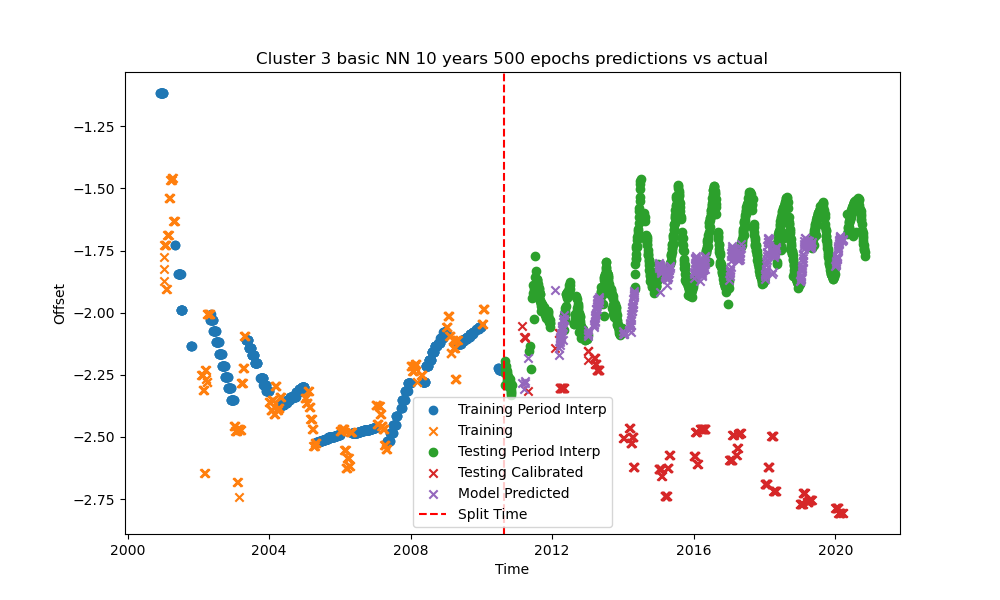 Cluster 3 basic NN 10 years 500 epochs predictions vs actual
Offset
−1.25
−1.50
−1.75
−2.00
−2.25
−2.50
−2.75
Training Period Interp
Training
Testing Period Interp
Testing Calibrated
Model Predicted
Split Time
2000 2004 2008 2012 2016 2020
Time